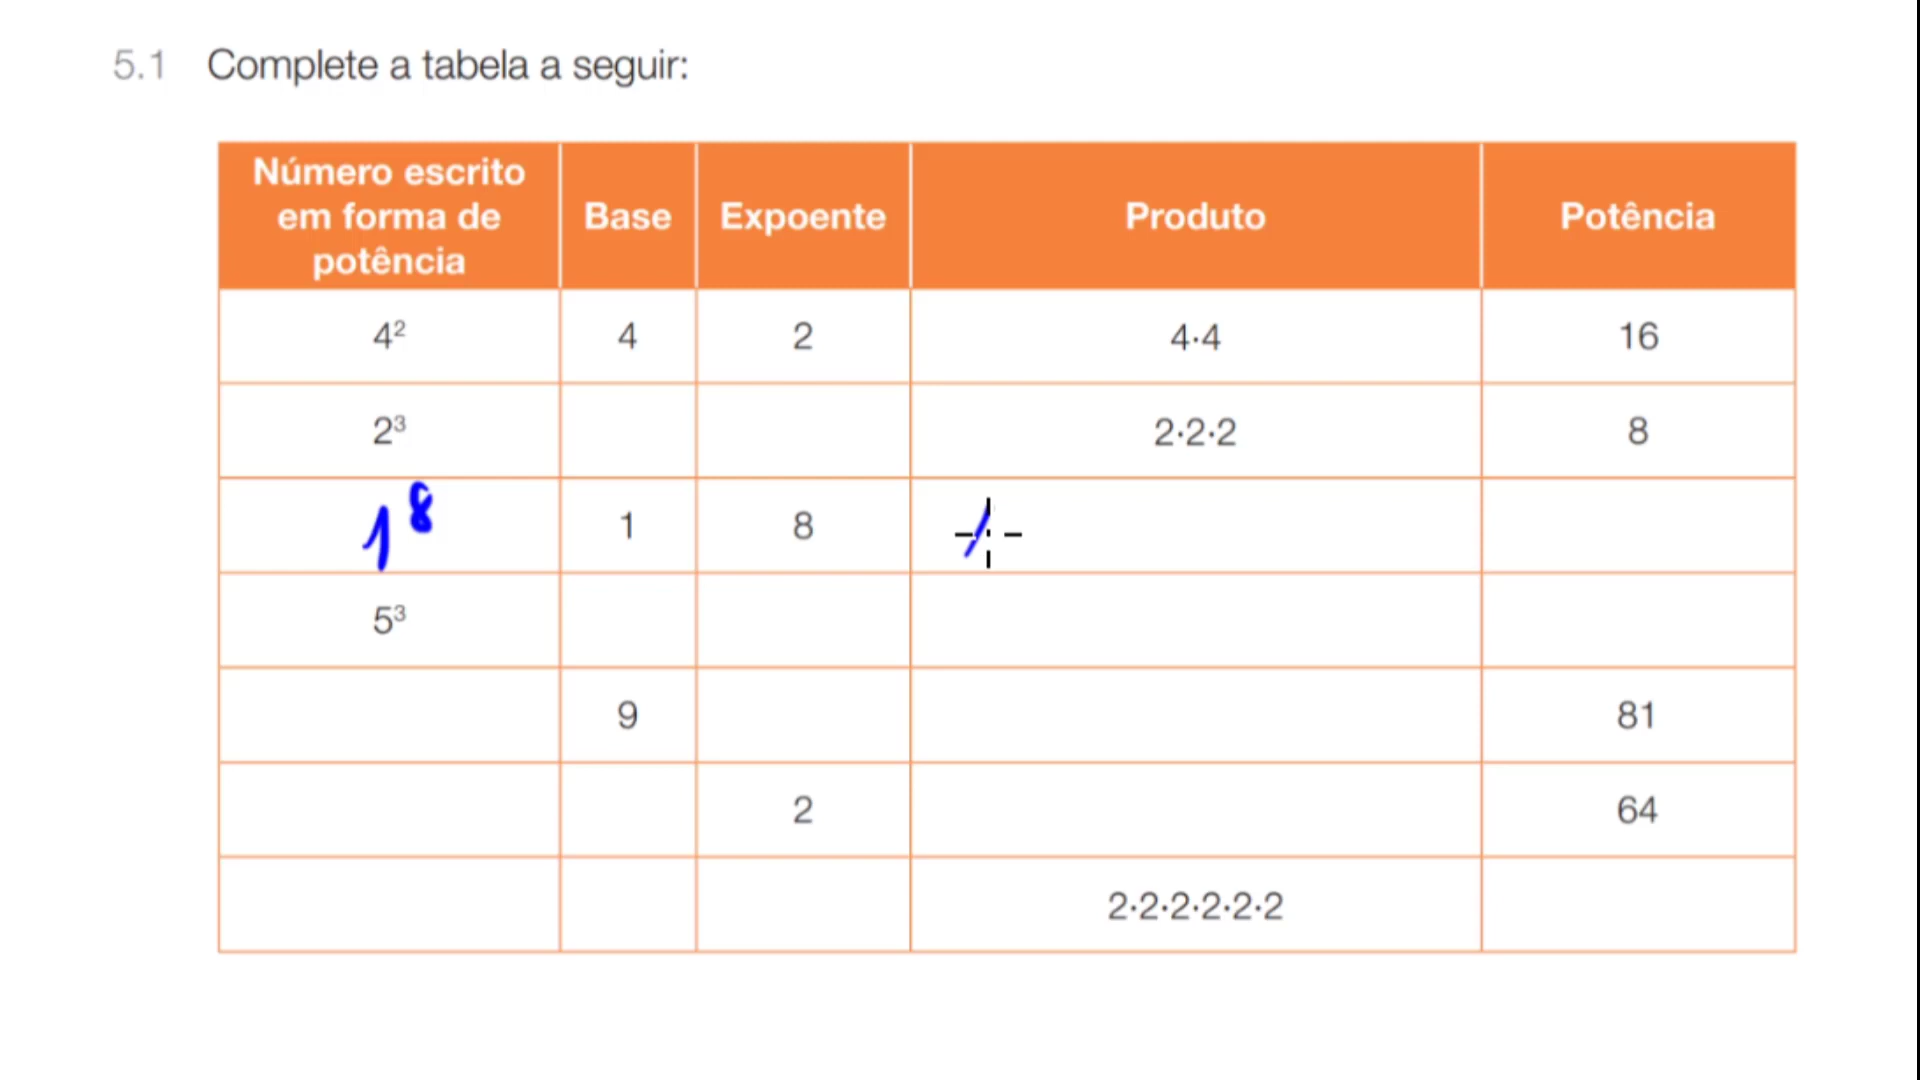 5.1 Complete a tabela a seguir:
Número escrito
em forma de
potência
Base
Expoente
Produto
Potência
4² 4 2 4·4 16
2³ 2·2·2 8
1⁸ 1 8
5³
9 81
2 64
2·2·2·2·2·2